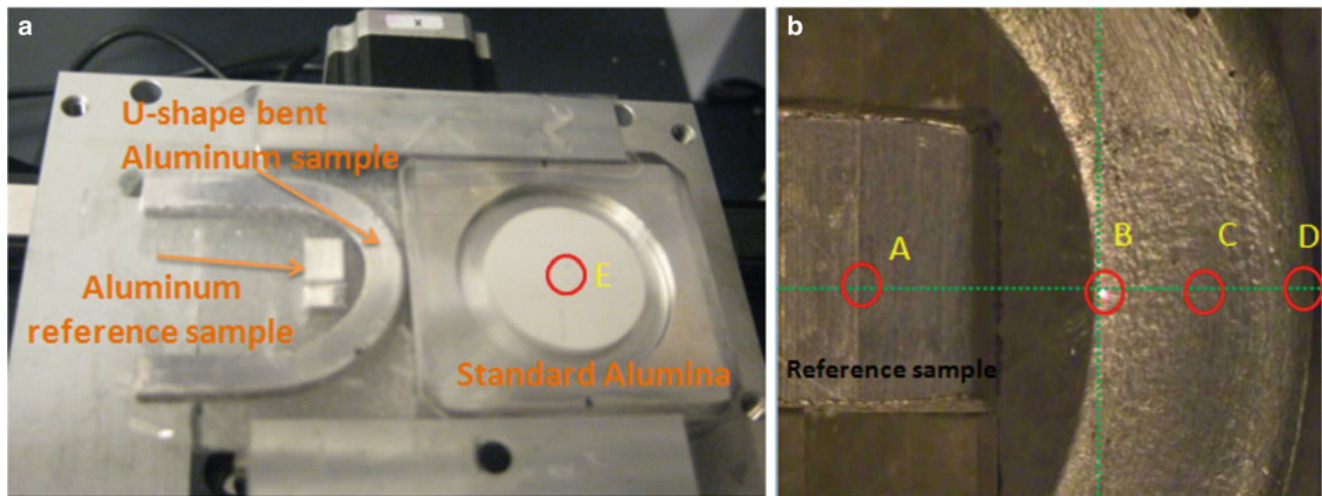 a
x
U-shape bent
Aluminum sample
E
Aluminum
reference sample
Standard Alumina
b
A
B
C
D
Reference sample